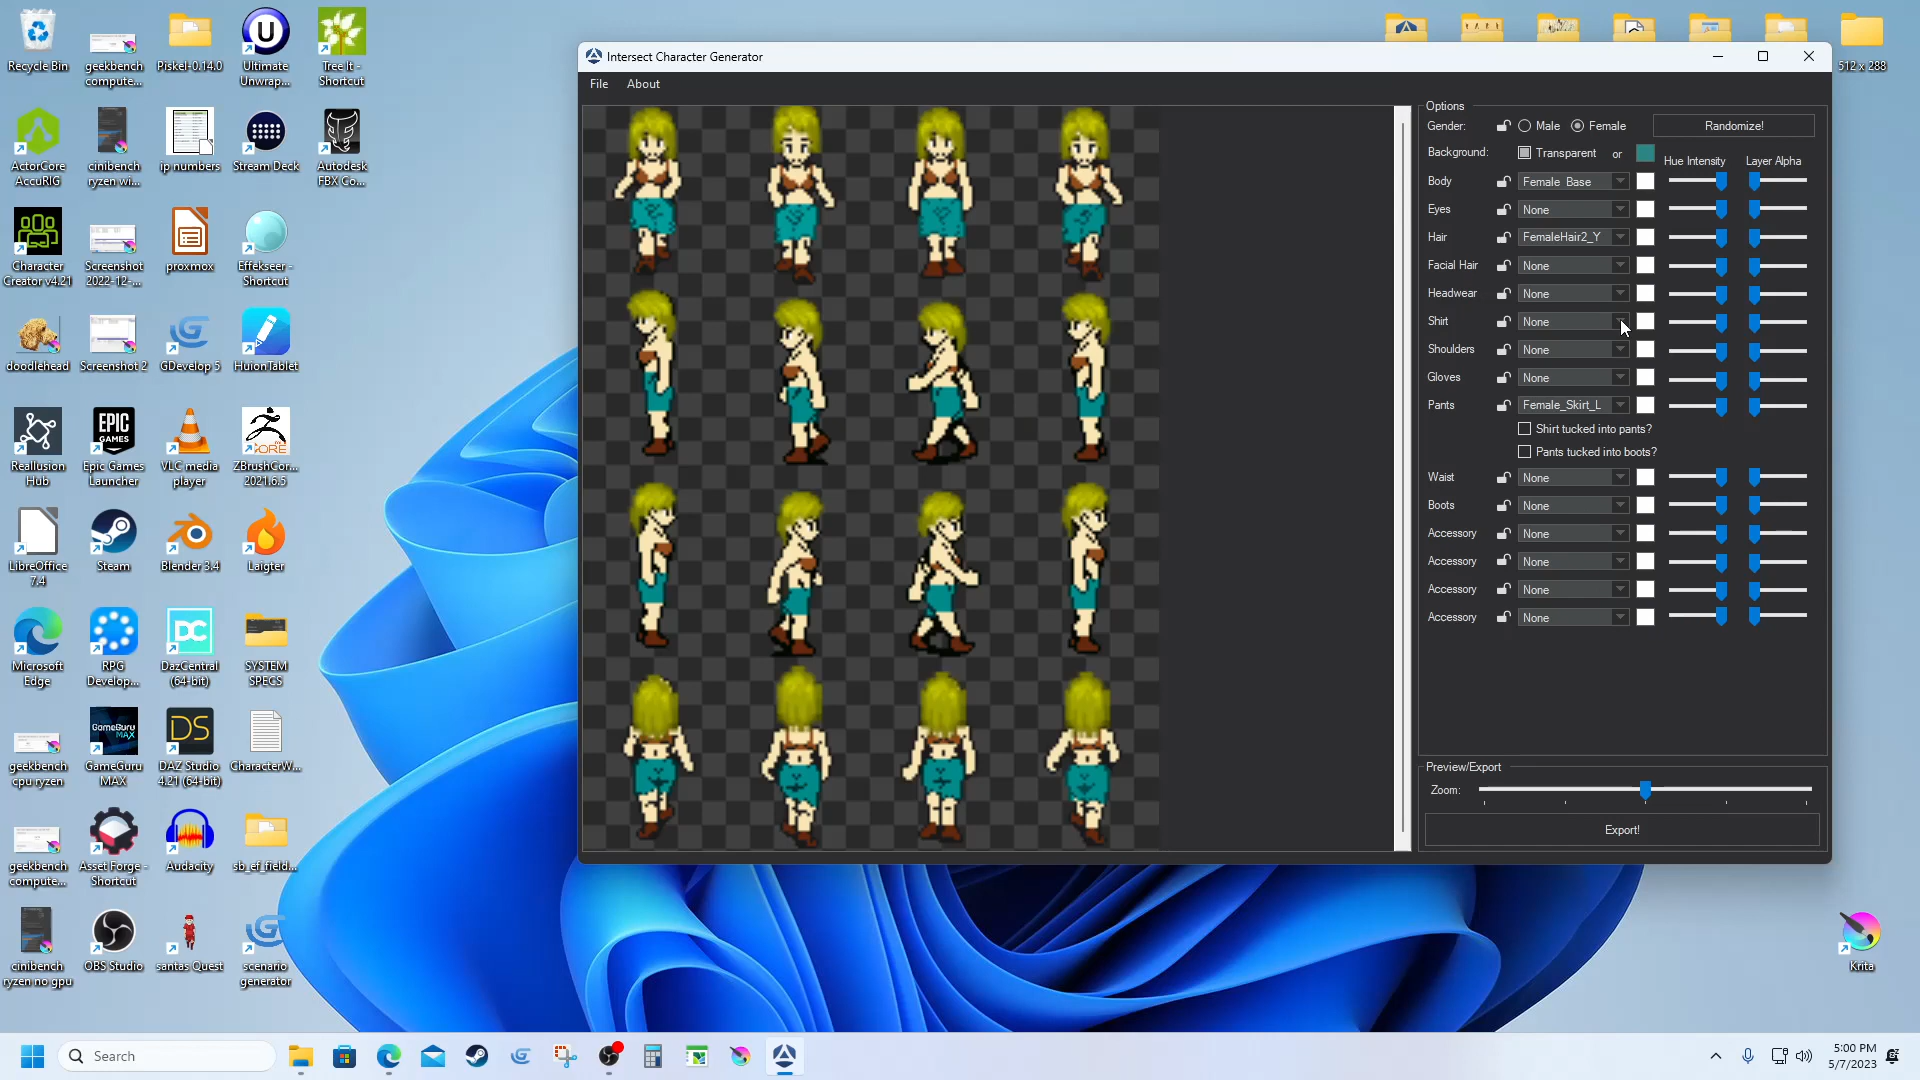 Recycle Bin
geekbench compute...
Piskel-0.14.0
Ultimate Unwrap...
Tree It - Shortcut
ActorCore AccuRIG
cinibench ryzen wi...
ip numbers
Stream Deck
Autodesk FBX Co...
Character Creator v4.21
Screenshot 2022-12-...
proxmox
Effekseer - Shortcut
doodlehead
Screenshot 2
GDevelop 5
HuionTablet
Reallusion Hub
EPIC GAMES
Epic Games Launcher
VLC media player
CORE
ZBrushCor... 2021.6.5
LibreOffice 7.4
Steam
Blender 3.4
Laigter
Microsoft Edge
RPG Develop...
DC
DazCentral (64-bit)
SYSTEM SPECS
geekbench cpu ryzen
GameGuru MAX
GameGuru MAX
DS
DAZ Studio 4.21 (64-bit)
CharacterW...
geekbench compute...
Asset Forge - Shortcut
Audacity
sb_ef_field...
cinibench ryzen no gpu
OBS Studio
santas Quest
scenario generator
512 x 288
Krita
Intersect Character Generator
File About
Options
Gender: Male Female Randomize!
Background: Transparent or
Hue Intensity Layer Alpha
Body Female_Base
Eyes None
Hair FemaleHair2_Y
Facial Hair None
Headwear None
Shirt None
Shoulders None
Gloves None
Pants Female_Skirt_L
Shirt tucked into pants?
Pants tucked into boots?
Waist None
Boots None
Accessory None
Accessory None
Accessory None
Accessory None
Preview/Export
Zoom:
Export!
Search
5:00 PM
5/7/2023